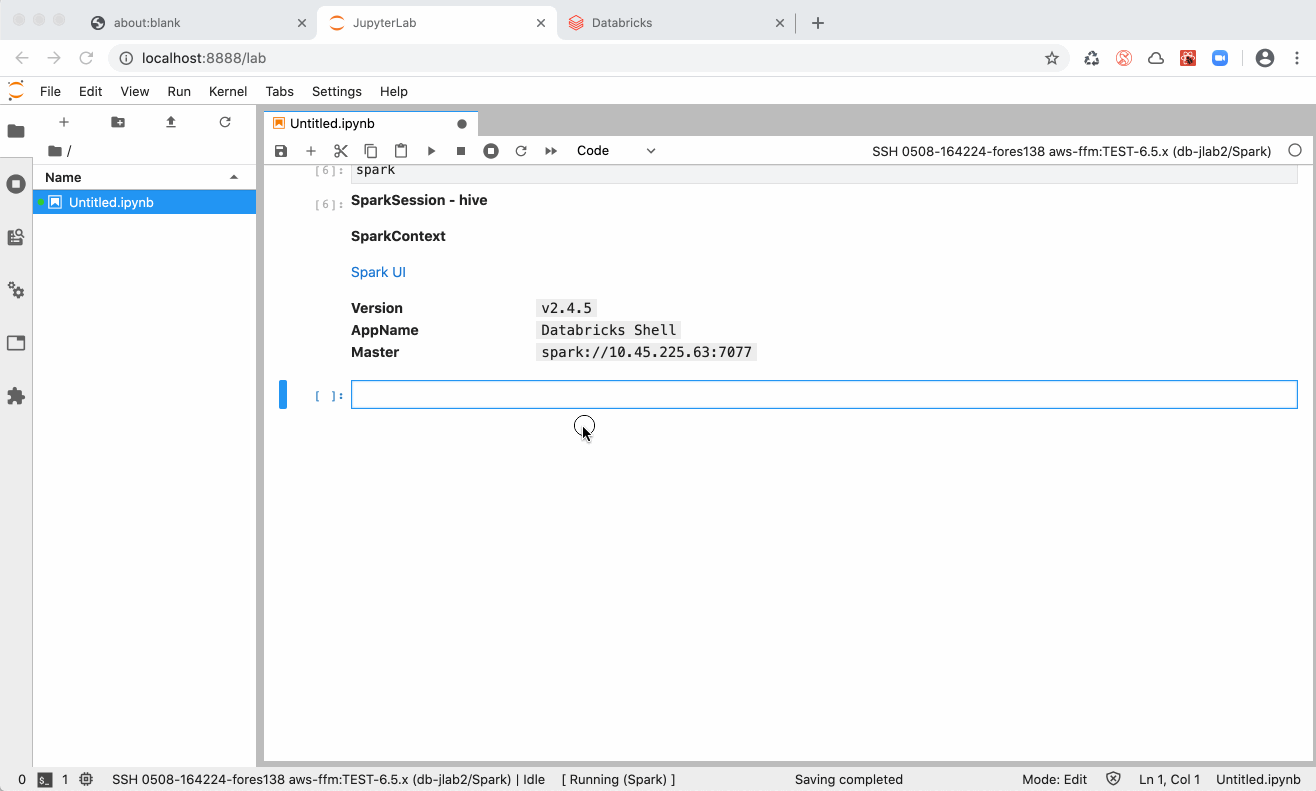 about:blank
JupyterLab
Databricks
localhost:8888/lab
File Edit View Run Kernel Tabs Settings Help
Untitled.ipynb
/
Code
SSH 0508-164224-fores138 aws-ffm:TEST-6.5.x (db-jlab2/Spark)
Name
Untitled.ipynb
[6]: spark
[6]: SparkSession - hive
SparkContext
Spark UI
Version v2.4.5
AppName Databricks Shell
Master spark://10.45.225.63:7077
[ ]:
0 $_ 1 SSH 0508-164224-fores138 aws-ffm:TEST-6.5.x (db-jlab2/Spark) | Idle [ Running (Spark) ] Saving completed Mode: Edit Ln 1, Col 1 Untitled.ipynb